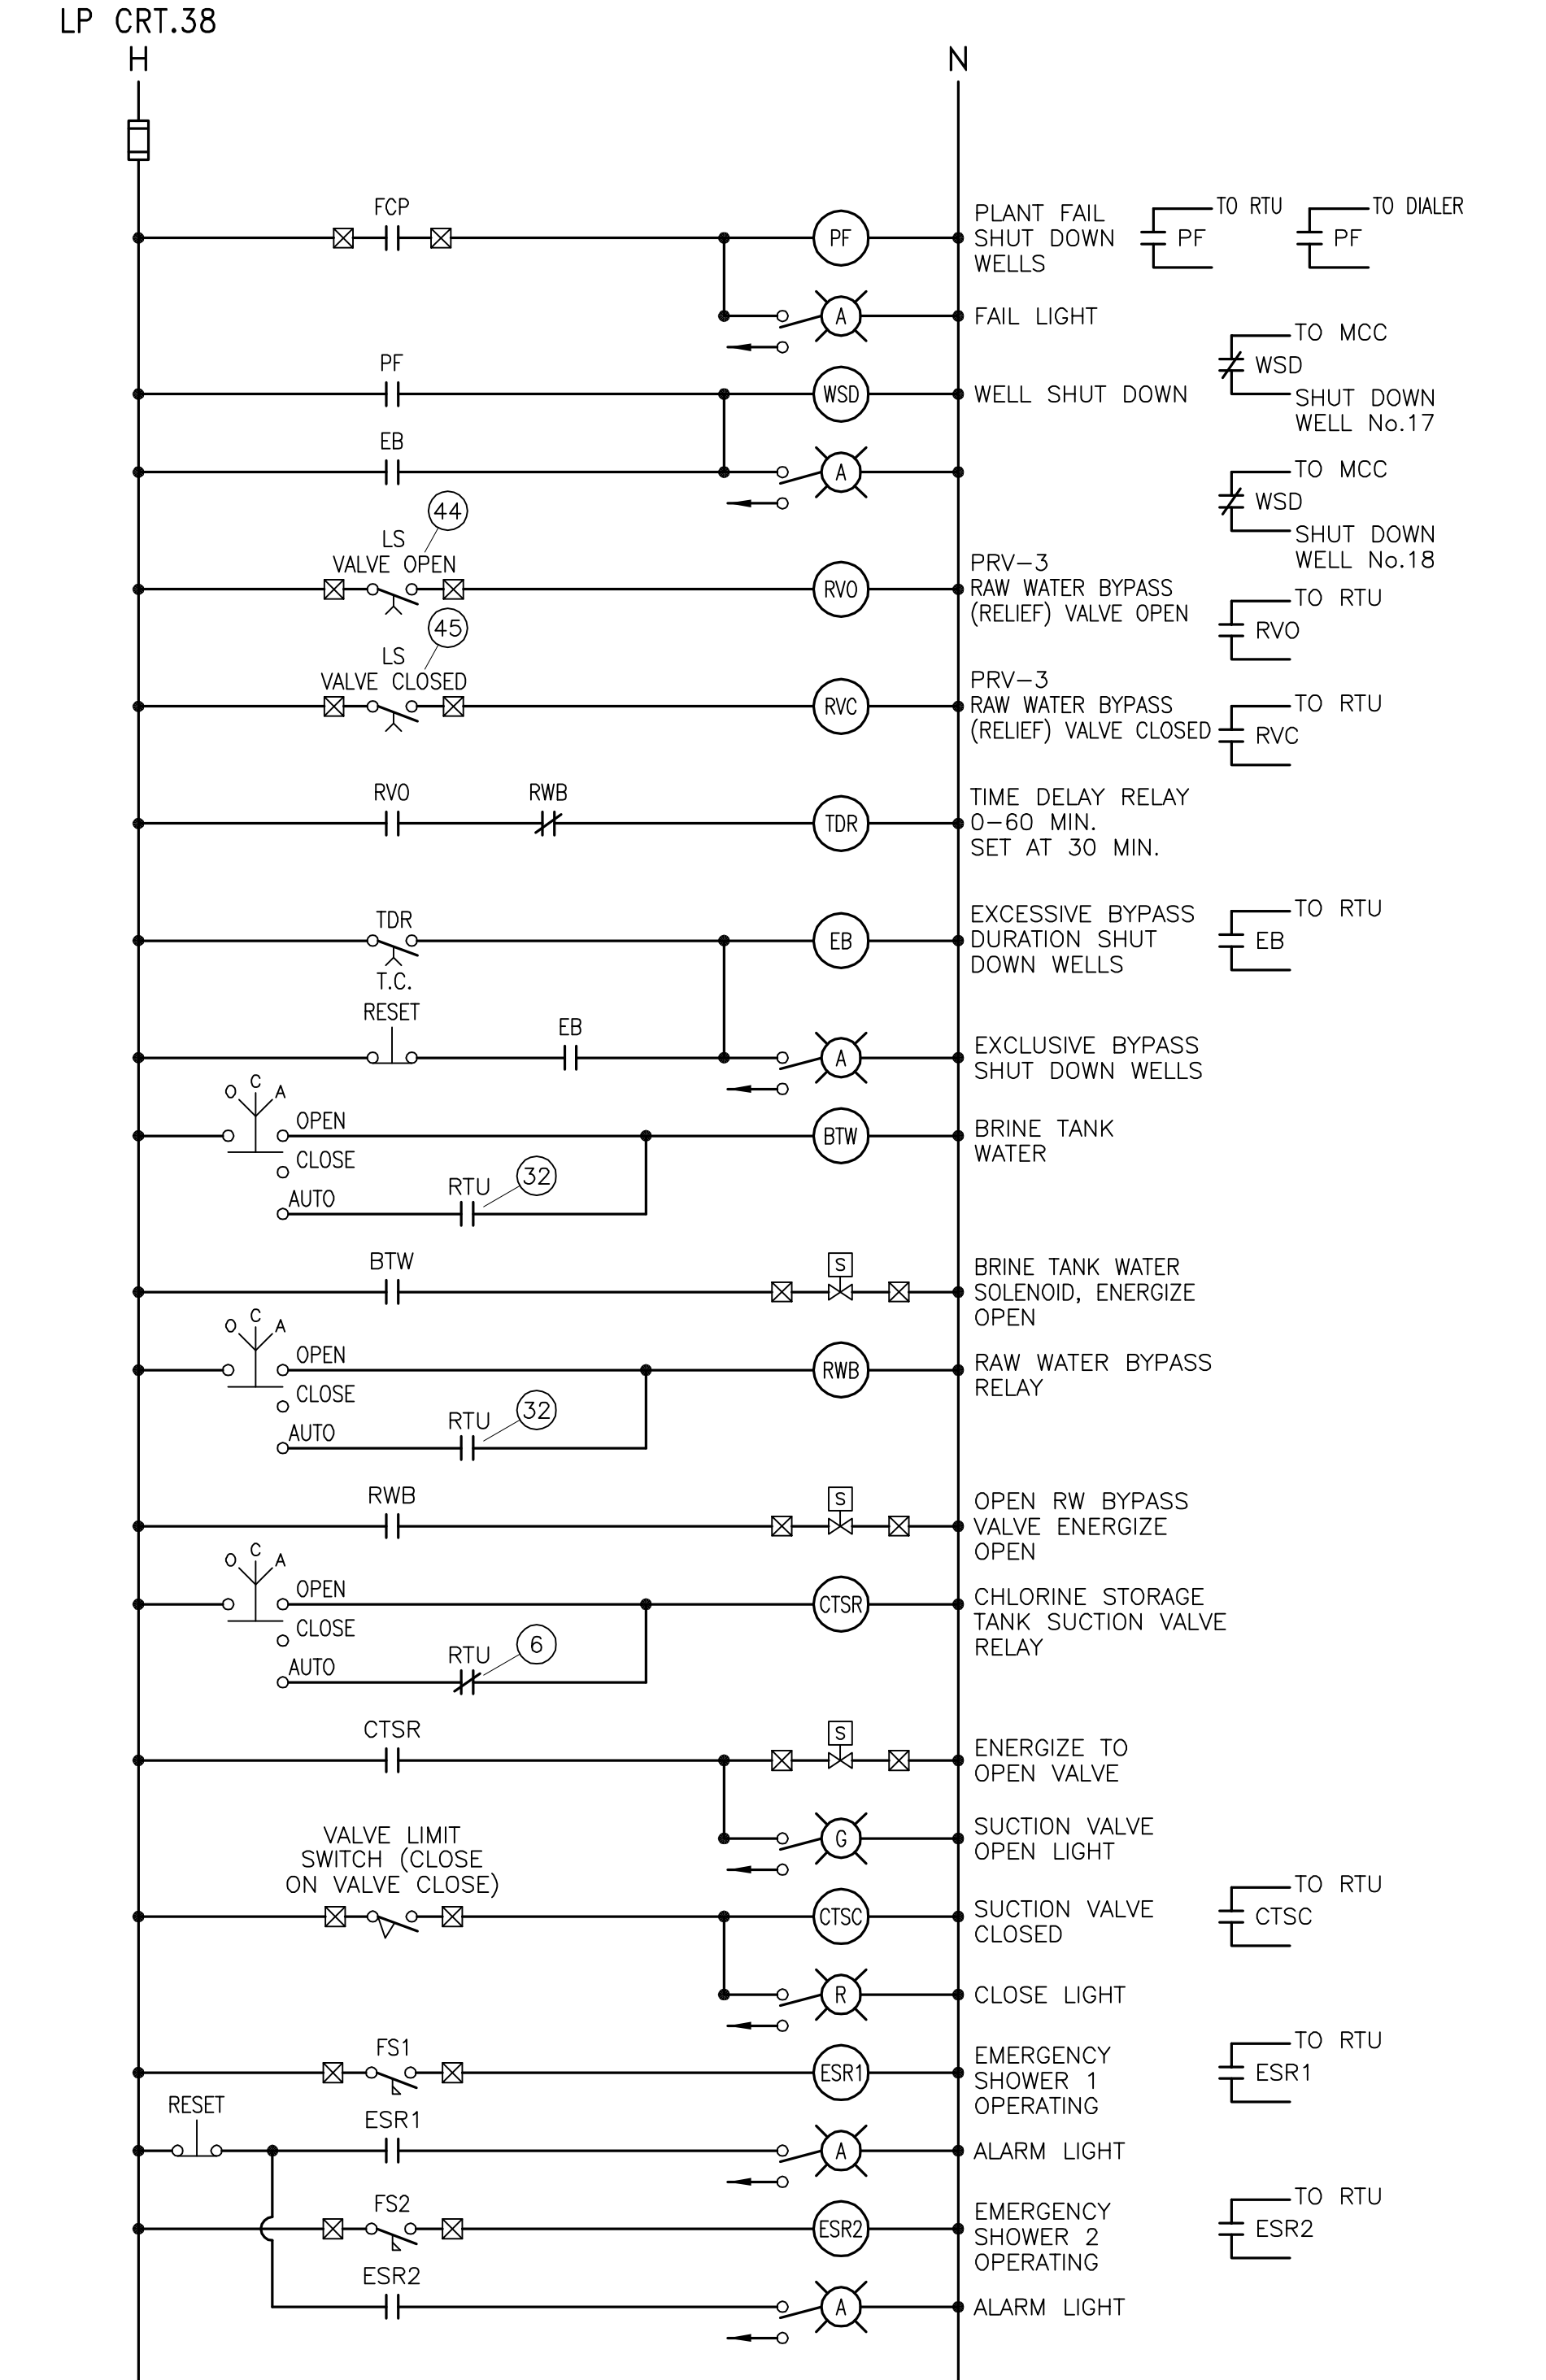 LP CRT.38
H
N
FCP
PF
PLANT FAIL
SHUT DOWN
WELLS
TO RTU
PF
TO DIALER
PF
A
FAIL LIGHT
PF
WSD
WELL SHUT DOWN
TO MCC
WSD
SHUT DOWN
WELL No.17
EB
A
TO MCC
WSD
SHUT DOWN
WELL No.18
44
LS
VALVE OPEN
RVO
PRV-3
RAW WATER BYPASS
(RELIEF) VALVE OPEN
TO RTU
RVO
45
LS
VALVE CLOSED
RVC
PRV-3
RAW WATER BYPASS
(RELIEF) VALVE CLOSED
TO RTU
RVC
RVO
RWB
TDR
TIME DELAY RELAY
0-60 MIN.
SET AT 30 MIN.
TDR
T.C.
EB
EXCESSIVE BYPASS
DURATION SHUT
DOWN WELLS
TO RTU
EB
RESET
EB
A
EXCLUSIVE BYPASS
SHUT DOWN WELLS
O C A
OPEN
CLOSE
AUTO
RTU
32
BTW
BRINE TANK
WATER
BTW
S
BRINE TANK WATER
SOLENOID, ENERGIZE
OPEN
O C A
OPEN
CLOSE
AUTO
RTU
32
RWB
RAW WATER BYPASS
RELAY
RWB
S
OPEN RW BYPASS
VALVE ENERGIZE
OPEN
O C A
OPEN
CLOSE
AUTO
RTU
6
CTSR
CHLORINE STORAGE
TANK SUCTION VALVE
RELAY
CTSR
S
ENERGIZE TO
OPEN VALVE
G
SUCTION VALVE
OPEN LIGHT
VALVE LIMIT
SWITCH (CLOSE
ON VALVE CLOSE)
CTSC
SUCTION VALVE
CLOSED
TO RTU
CTSC
R
CLOSE LIGHT
FS1
ESR1
EMERGENCY
SHOWER 1
OPERATING
TO RTU
ESR1
RESET
ESR1
A
ALARM LIGHT
FS2
ESR2
EMERGENCY
SHOWER 2
OPERATING
TO RTU
ESR2
ESR2
A
ALARM LIGHT